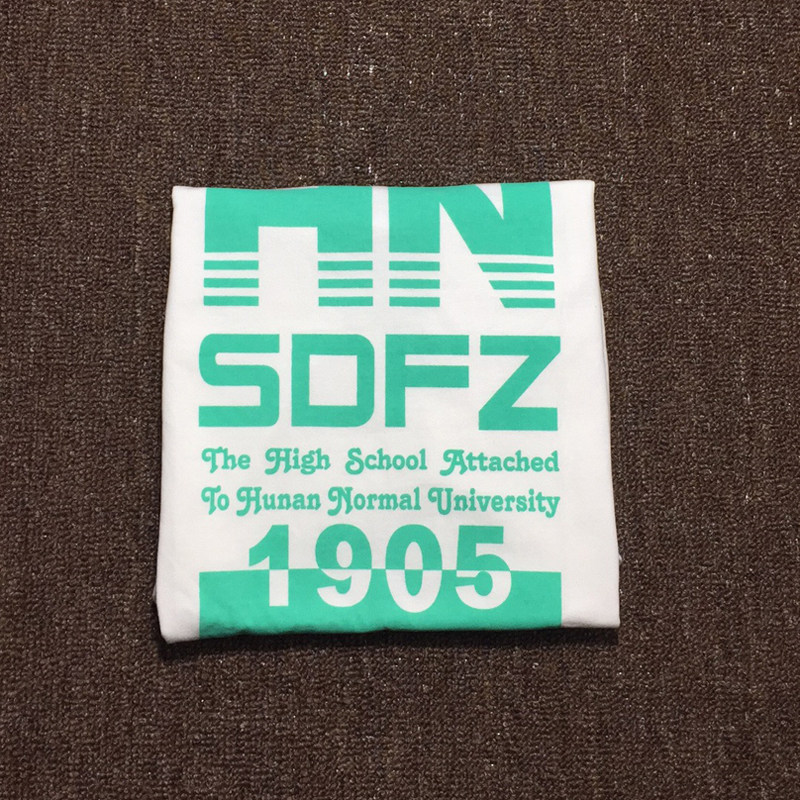 HN
SDFZ
The High School Attached
To Hunan Normal University
1905